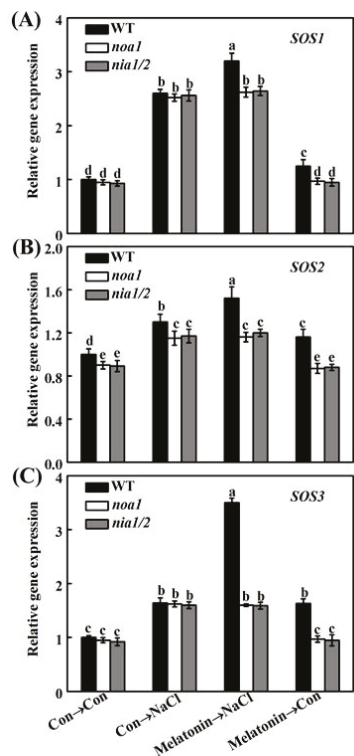 (A)
WT
noa1
nia1/2
SOS1
Relative gene expression
4
3
2
1
0
d d d
b b b
a b b
c d d
(B)
WT
noa1
nia1/2
SOS2
Relative gene expression
2.0
1.6
1.2
0.8
0.0
d e e
b c c
a c c
c e e
(C)
WT
noa1
nia1/2
SOS3
Relative gene expression
4
3
2
1
0
c c c
b b b
a b b
b c c
Con→Con
Con→NaCl
Melatonin→NaCl
Melatonin→Con